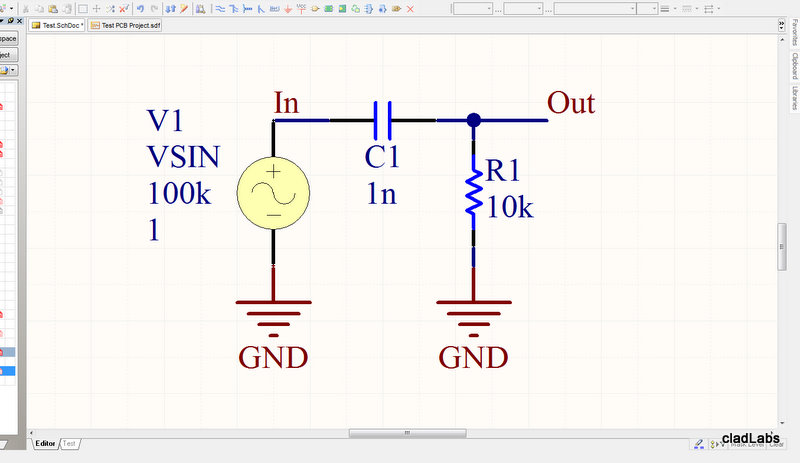 Test.SchDoc *
Test PCB Project.sdf
space
ject
Favorites
Clipboard
Libraries
In
Out
V1
VSIN
100k
1
C1
1n
R1
10k
GND
GND
cladLabs
Editor
Test
Mask Level
Clear